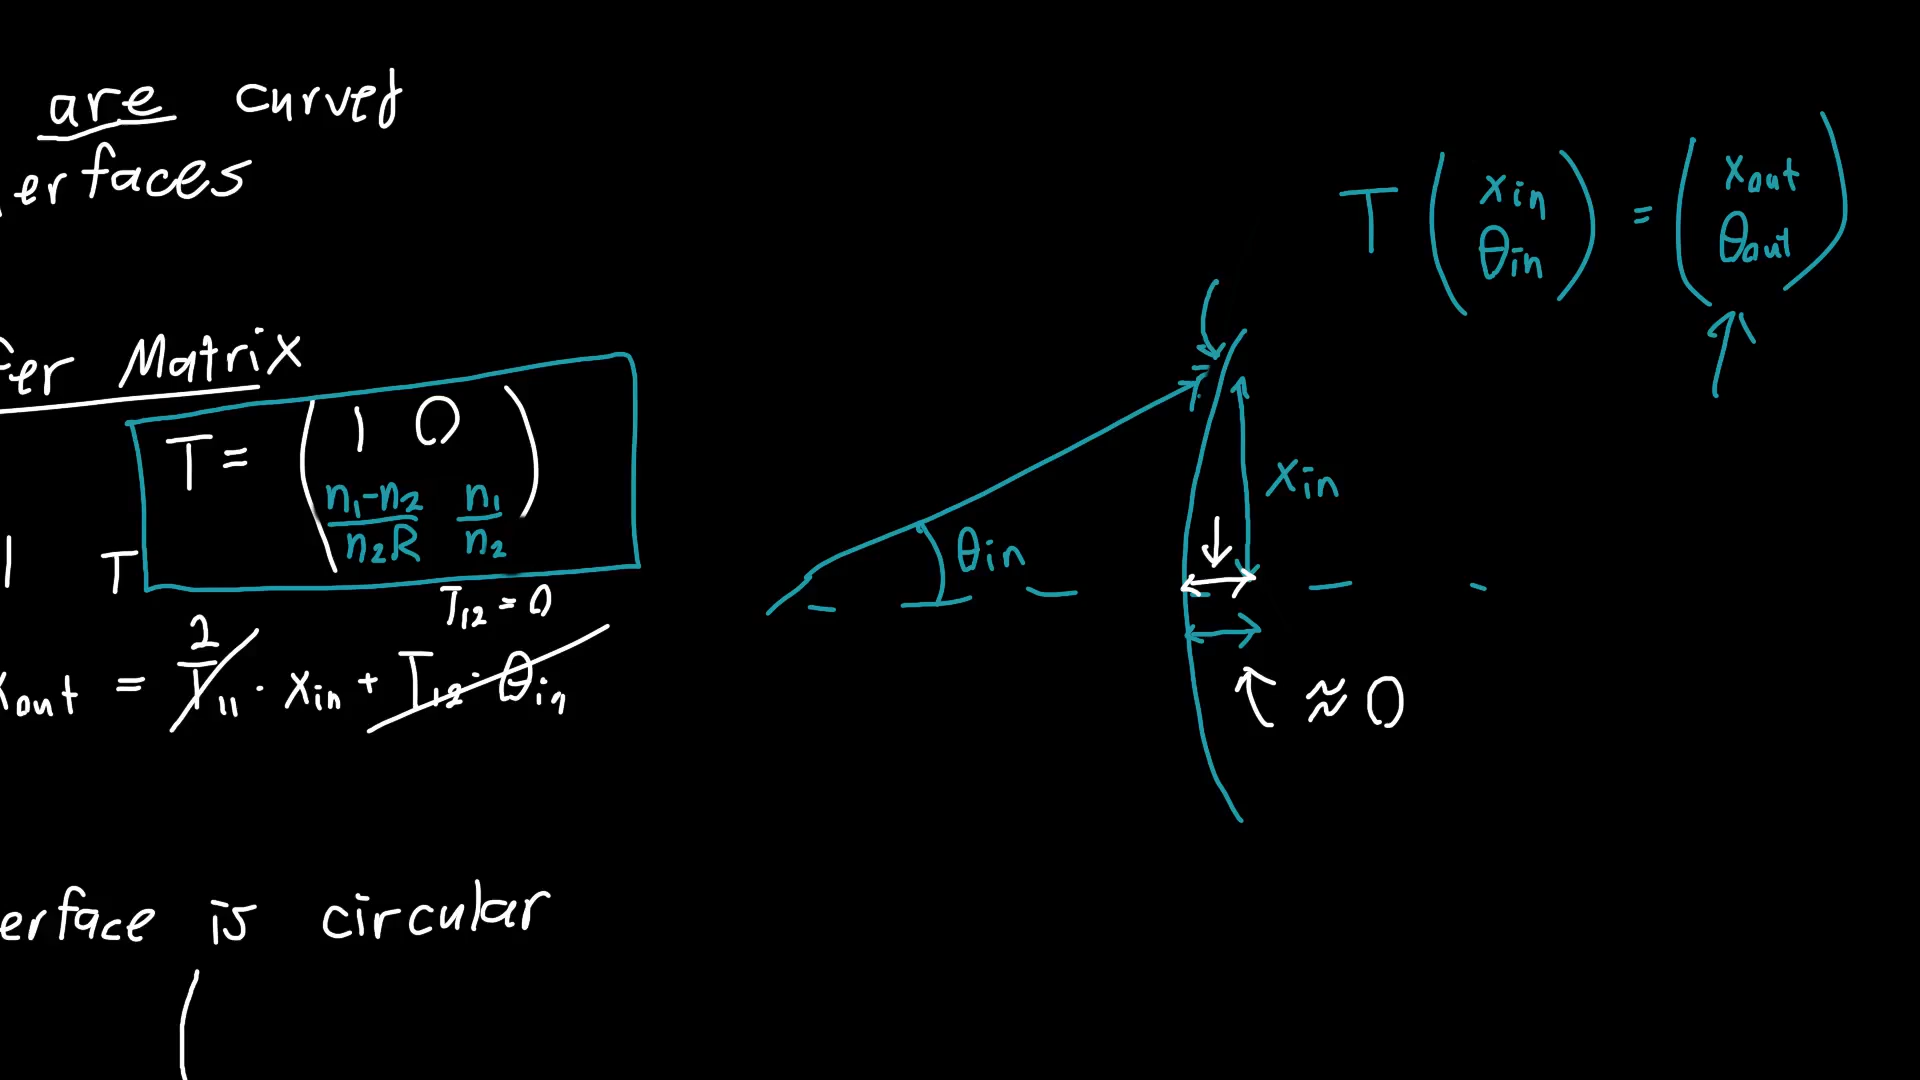 are curved
erfaces
fer Matrix
T = ( 1 0
n₁-n₂/n₂R n₁/n₂ )
T
T₁₂ = 0
xout = T₁₁ · xin + T₁₂ · θin
erface is circular
T ( xin θin ) = ( xout θout )
θin
xin
≈ 0